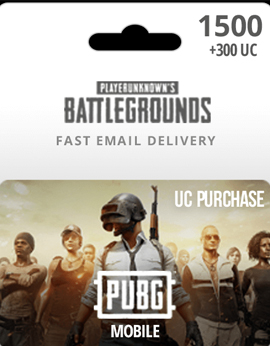 1500
+300 UC
PLAYERUNKNOWN'S
BATTLEGROUNDS
FAST EMAIL DELIVERY
UC PURCHASE
PUBG
MOBILE